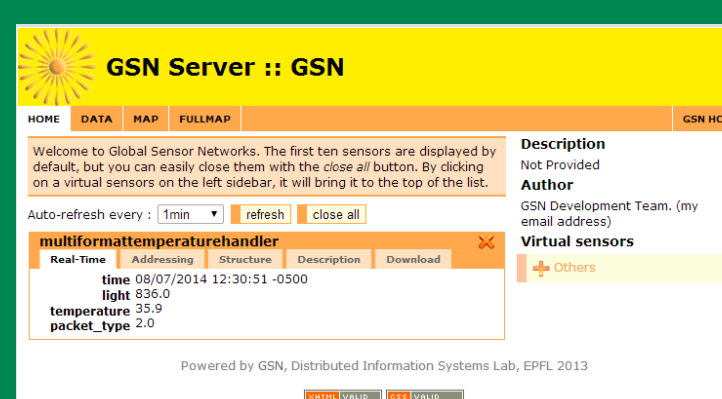 GSN Server :: GSN
HOME DATA MAP FULLMAP GSN HO
Welcome to Global Sensor Networks. The first ten sensors are displayed by
default, but you can easily close them with the close all button. By clicking
on a virtual sensors on the left sidebar, it will bring it to the top of the list.
Auto-refresh every : 1min refresh close all
multiformattemperaturehandler
Real-Time Addressing Structure Description Download
time 08/07/2014 12:30:51 -0500
light 836.0
temperature 35.9
packet_type 2.0
Description
Not Provided
Author
GSN Development Team. (my
email address)
Virtual sensors
Others
Powered by GSN, Distributed Information Systems Lab, EPFL 2013
XHTML VALID CSS VALID